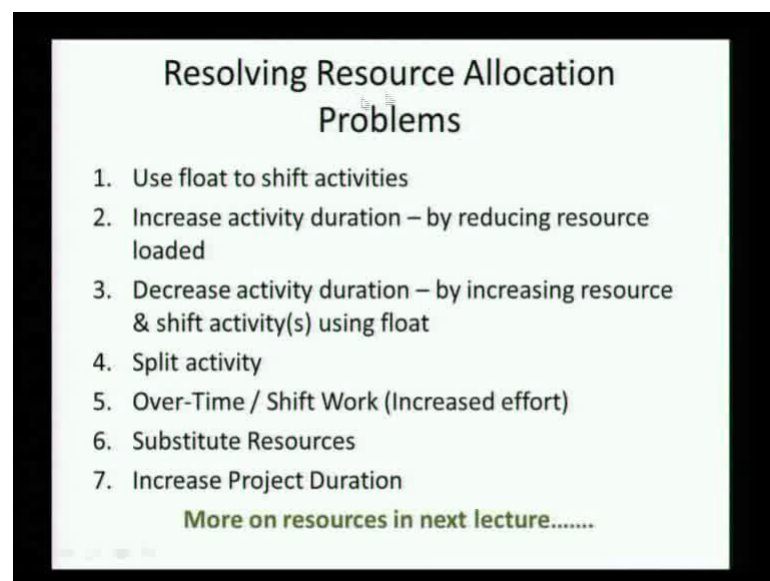 Resolving Resource Allocation
Problems
1. Use float to shift activities
2. Increase activity duration – by reducing resource
loaded
3. Decrease activity duration – by increasing resource
& shift activity(s) using float
4. Split activity
5. Over-Time / Shift Work (Increased effort)
6. Substitute Resources
7. Increase Project Duration
More on resources in next lecture.......